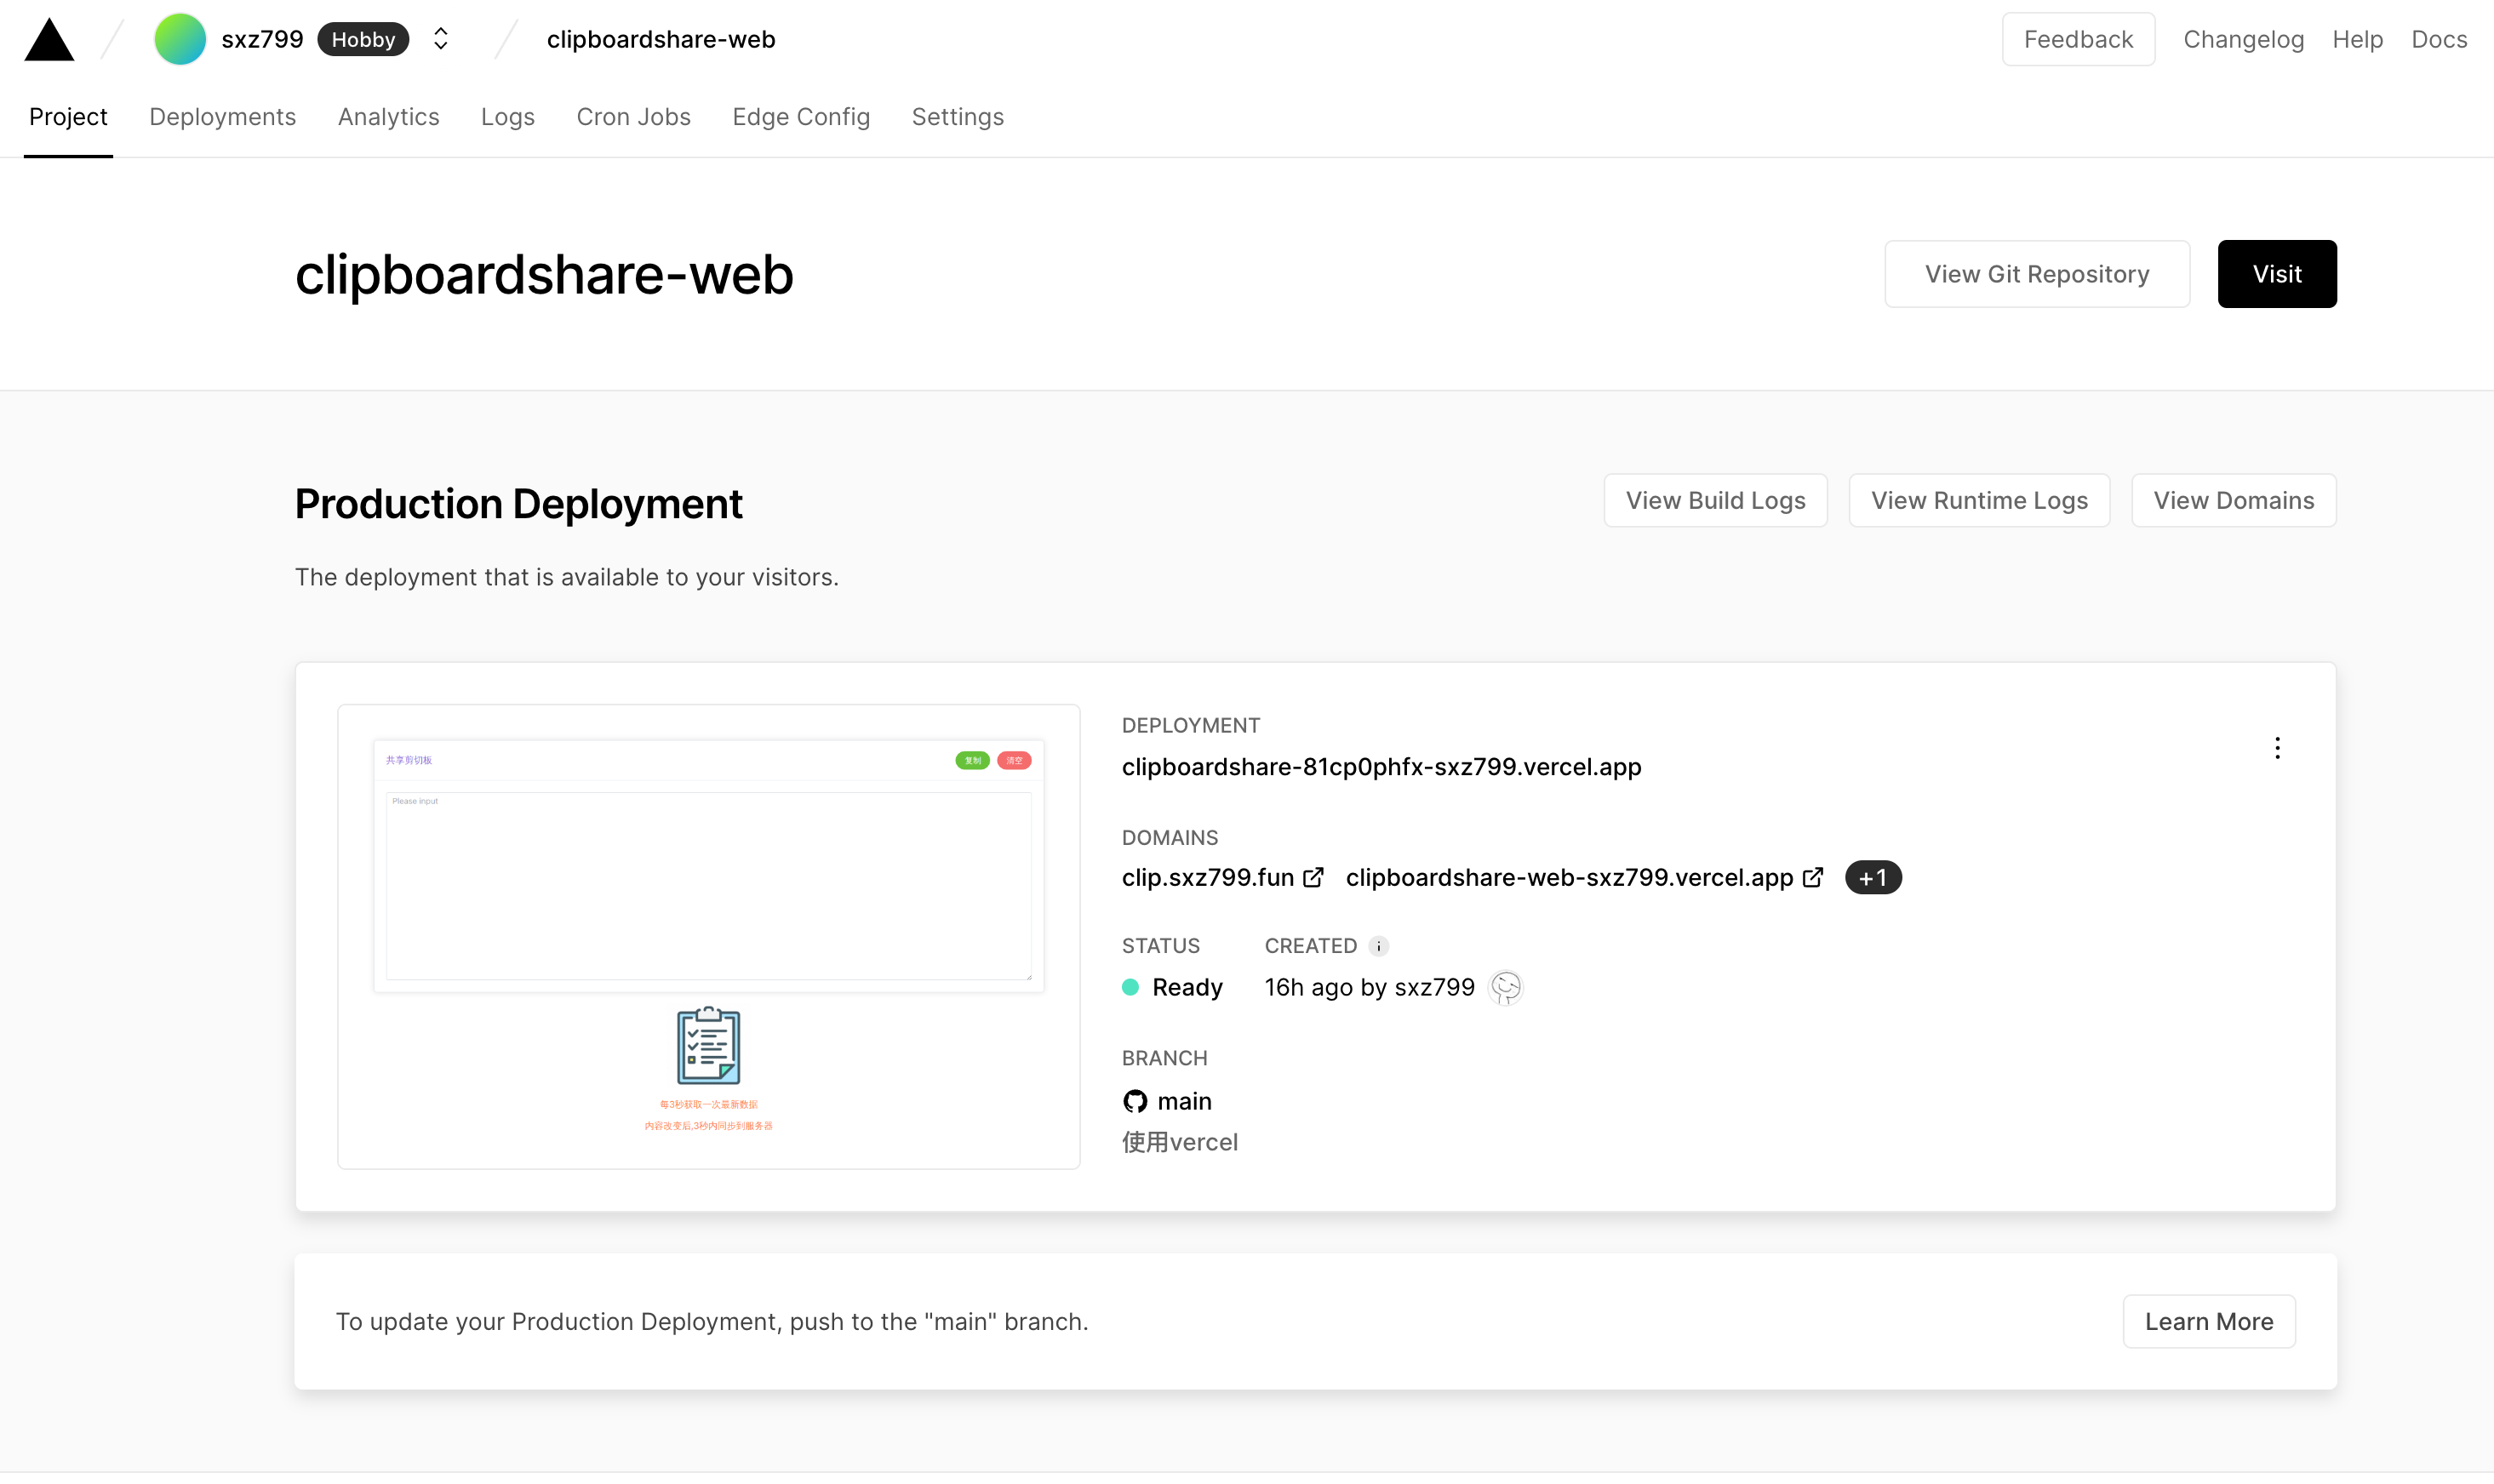 sxz799 Hobby clipboardshare-web Feedback Changelog Help Docs
Project Deployments Analytics Logs Cron Jobs Edge Config Settings
clipboardshare-web View Git Repository Visit
Production Deployment View Build Logs View Runtime Logs View Domains
The deployment that is available to your visitors.
共享剪切板 复制 清空
Please input
每3秒获取一次最新数据
内容改变后,3秒内同步到服务器
DEPLOYMENT
clipboardshare-81cp0phfx-sxz799.vercel.app
DOMAINS
clip.sxz799.fun clipboardshare-web-sxz799.vercel.app +1
STATUS CREATED
Ready 16h ago by sxz799
BRANCH
main
使用vercel
To update your Production Deployment, push to the "main" branch. Learn More